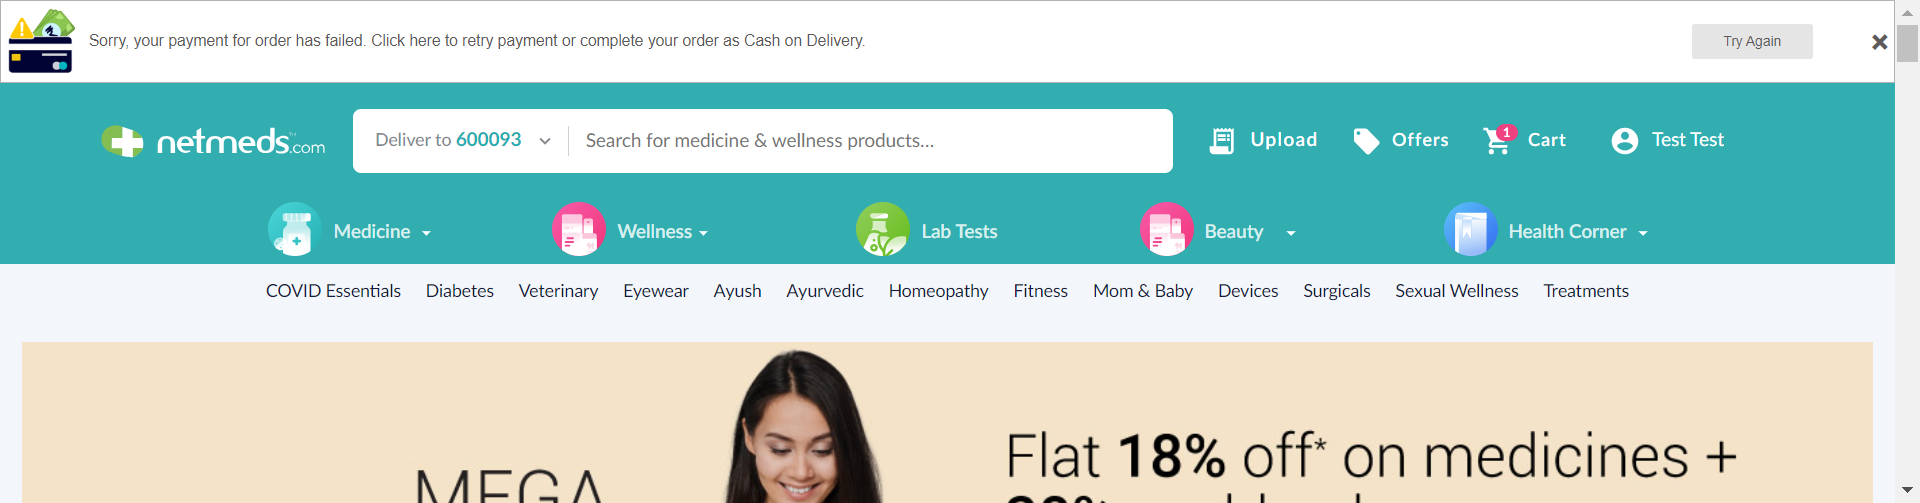 Sorry, your payment for order has failed. Click here to retry payment or complete your order as Cash on Delivery.
Try Again
netmeds.com
Deliver to 600093
Search for medicine & wellness products...
Upload
Offers
1
Cart
Test Test
Medicine
Wellness
Lab Tests
Beauty
Health Corner
COVID Essentials Diabetes Veterinary Eyewear Ayush Ayurvedic Homeopathy Fitness Mom & Baby Devices Surgicals Sexual Wellness Treatments
MEGA
Flat 18% off* on medicines +